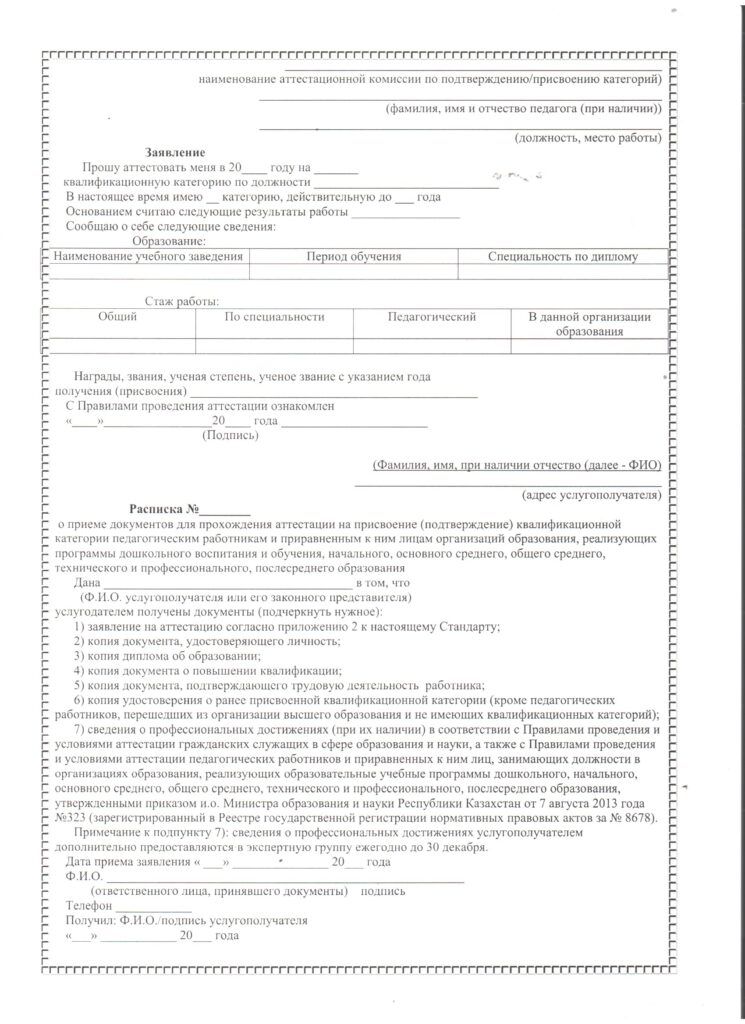 наименование аттестационной комиссии по подтверждению/присвоению категорий)
(фамилия, имя и отчество педагога (при наличии))
(должность, место работы)
Заявление
Прошу аттестовать меня в 20____ году на _______
квалификационную категорию по должности _____________________________
В настоящее время имею __ категорию, действительную до ___ года
Основанием считаю следующие результаты работы _________________
Сообщаю о себе следующие сведения:
Образование:
Наименование учебного заведения Период обучения Специальность по диплому
Стаж работы:
Общий По специальности Педагогический В данной организации
образования
Награды, звания, ученая степень, ученое звание с указанием года
получения (присвоения) _____________________________________________
С Правилами проведения аттестации ознакомлен
«____»_________________20____ года _______________________
(Подпись)
(Фамилия, имя, при наличии отчество (далее - ФИО)
(адрес услугополучателя)
Расписка №________
о приеме документов для прохождения аттестации на присвоение (подтверждение) квалификационной
категории педагогическим работникам и приравненным к ним лицам организаций образования, реализующих
программы дошкольного воспитания и обучения, начального, основного среднего, общего среднего,
технического и профессионального, послесреднего образования
Дана _______________________________________ в том, что
(Ф.И.О. услугополучателя или его законного представителя)
услугодателем получены документы (подчеркнуть нужное):
1) заявление на аттестацию согласно приложению 2 к настоящему Стандарту;
2) копия документа, удостоверяющего личность;
3) копия диплома об образовании;
4) копия документа о повышении квалификации;
5) копия документа, подтверждающего трудовую деятельность работника;
6) копия удостоверения о ранее присвоенной квалификационной категории (кроме педагогических
работников, перешедших из организации высшего образования и не имеющих квалификационных категорий);
7) сведения о профессиональных достижениях (при их наличии) в соответствии с Правилами проведения и
условиями аттестации гражданских служащих в сфере образования и науки, а также с Правилами проведения
и условиями аттестации педагогических работников и приравненных к ним лиц, занимающих должности в
организациях образования, реализующих образовательные учебные программы дошкольного, начального,
основного среднего, общего среднего, технического и профессионального, послесреднего образования,
утвержденными приказом и.о. Министра образования и науки Республики Казахстан от 7 августа 2013 года
№323 (зарегистрированный в Реестре государственной регистрации нормативных правовых актов за № 8678).
Примечание к подпункту 7): сведения о профессиональных достижениях услугополучателем
дополнительно предоставляются в экспертную группу ежегодно до 30 декабря.
Дата приема заявления « ___» _______________ 20___ года
Ф.И.О. ________________________________________________________
(ответственного лица, принявшего документы) подпись
Телефон ____________
Получил: Ф.И.О./подпись услугополучателя
«___» ____________ 20___ года